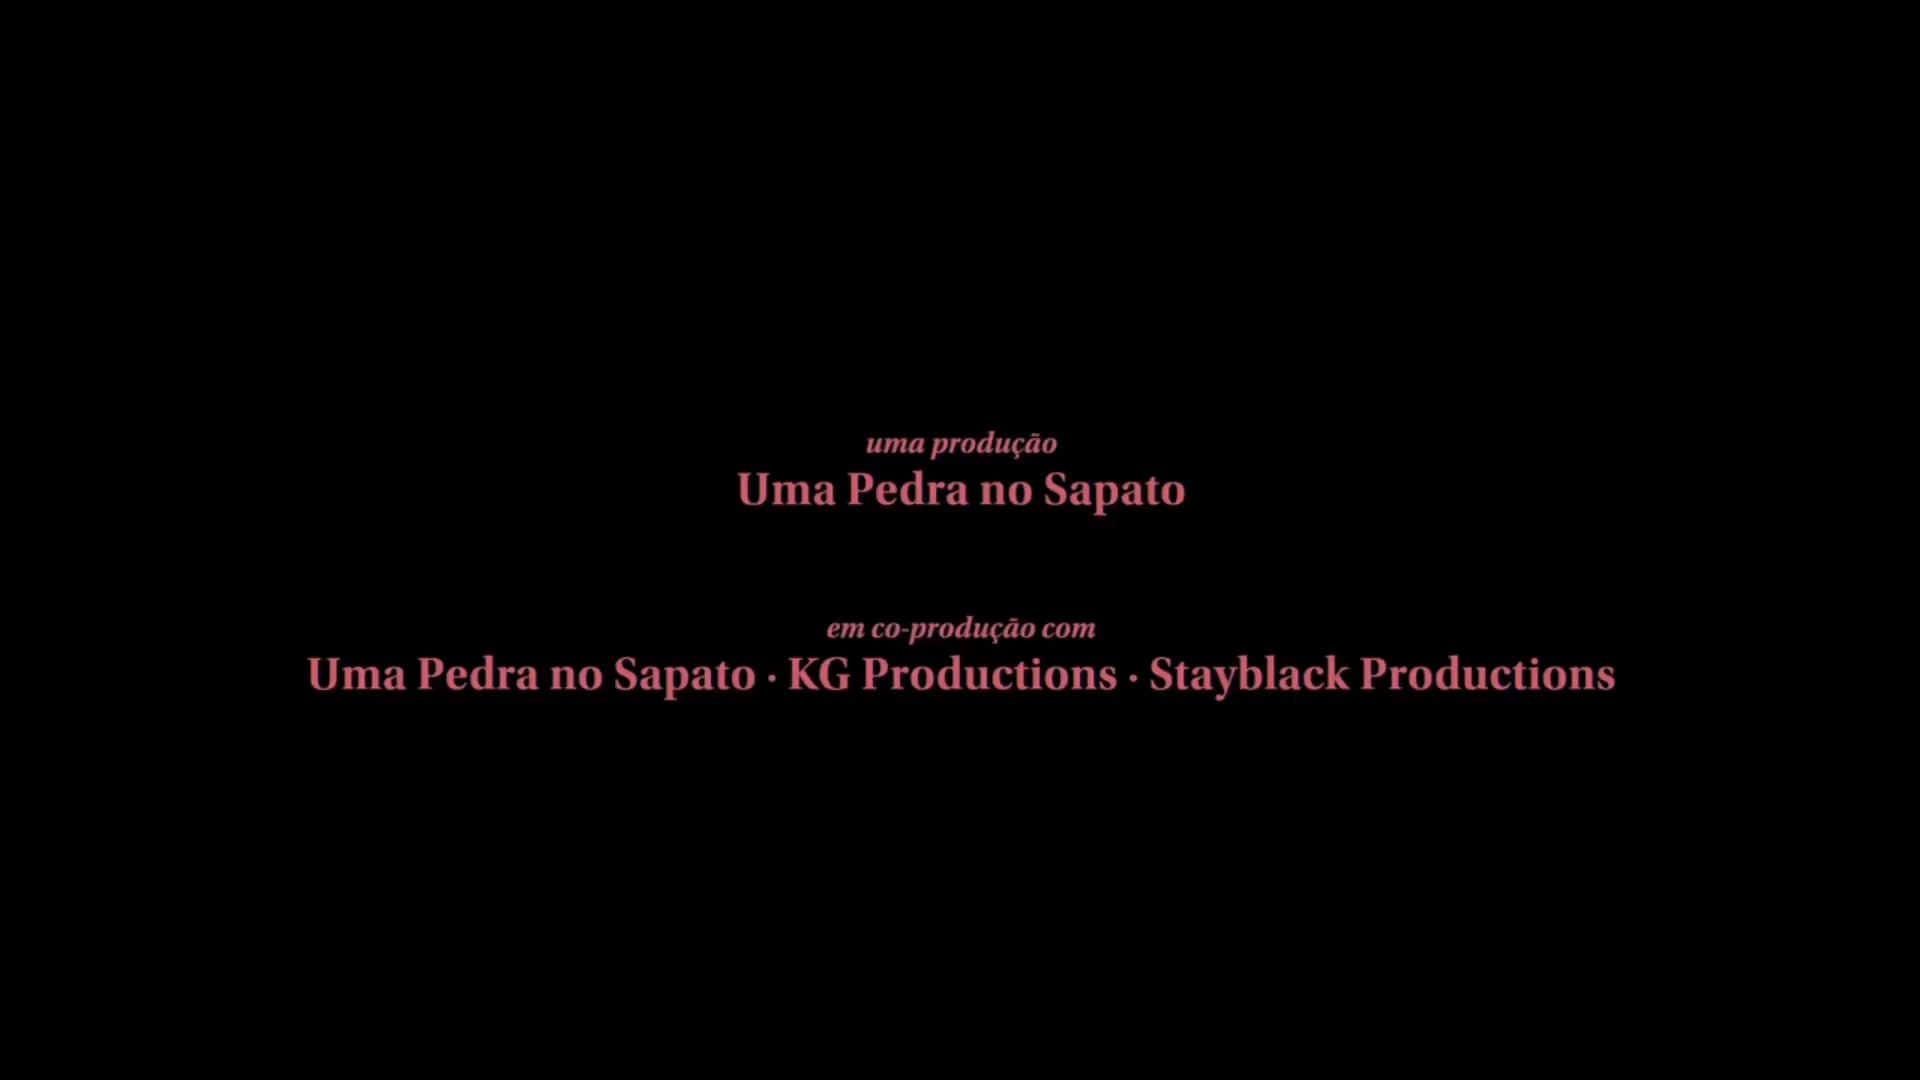 uma produção
Uma Pedra no Sapato
em co-produção com
Uma Pedra no Sapato · KG Productions · Stayblack Productions